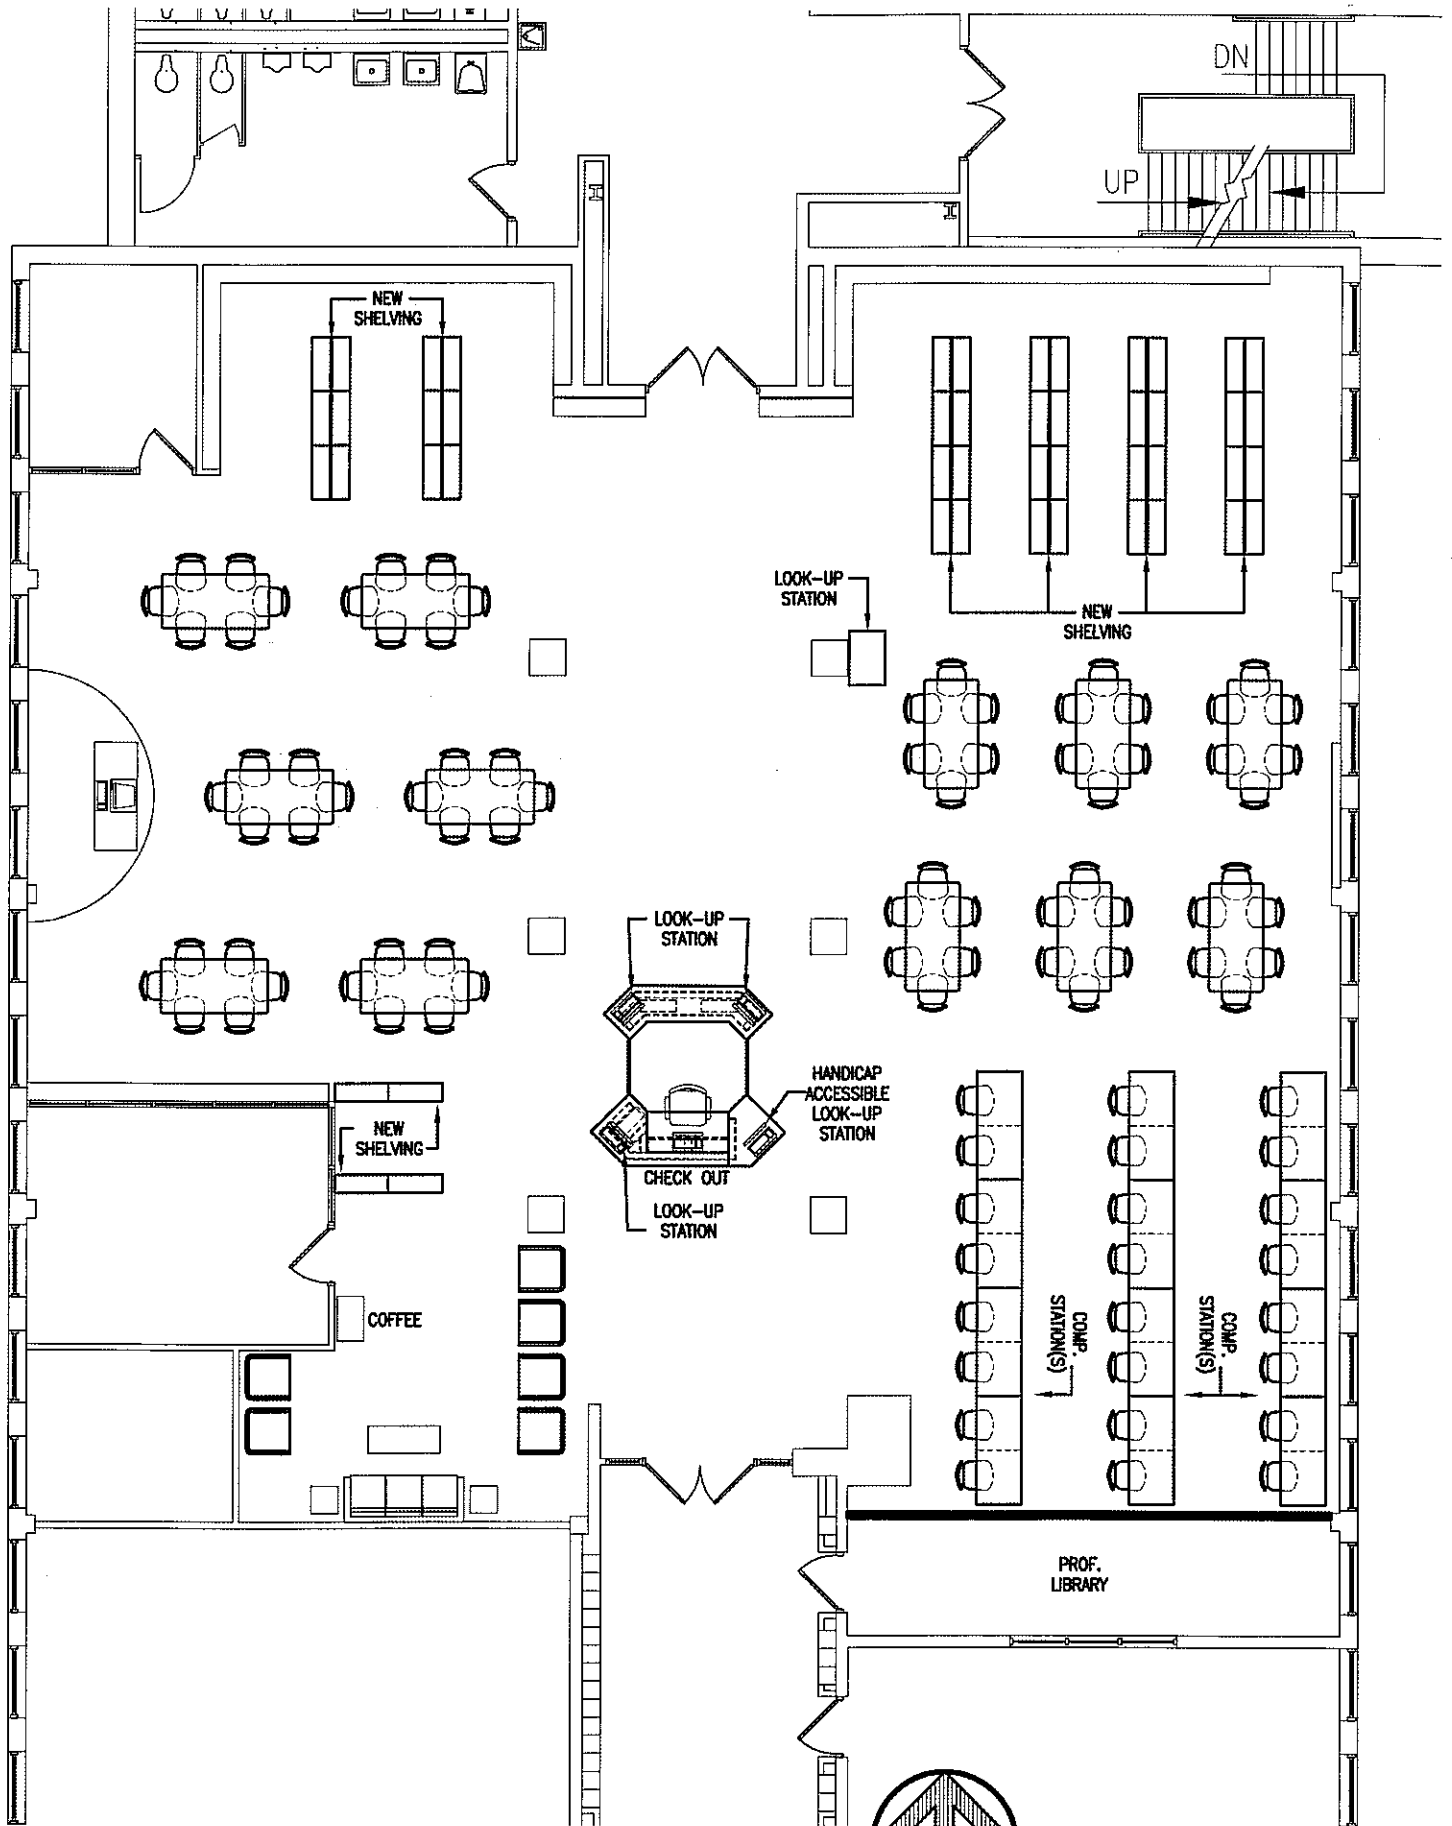 DN
UP
NEW
SHELVING
LOOK-UP
STATION
NEW
SHELVING
LOOK-UP
STATION
HANDICAP
ACCESSIBLE
LOOK-UP
STATION
NEW
SHELVING
CHECK OUT
LOOK-UP
STATION
COFFEE
COMP.
STATION(S)
COMP.
STATION(S)
PROF.
LIBRARY